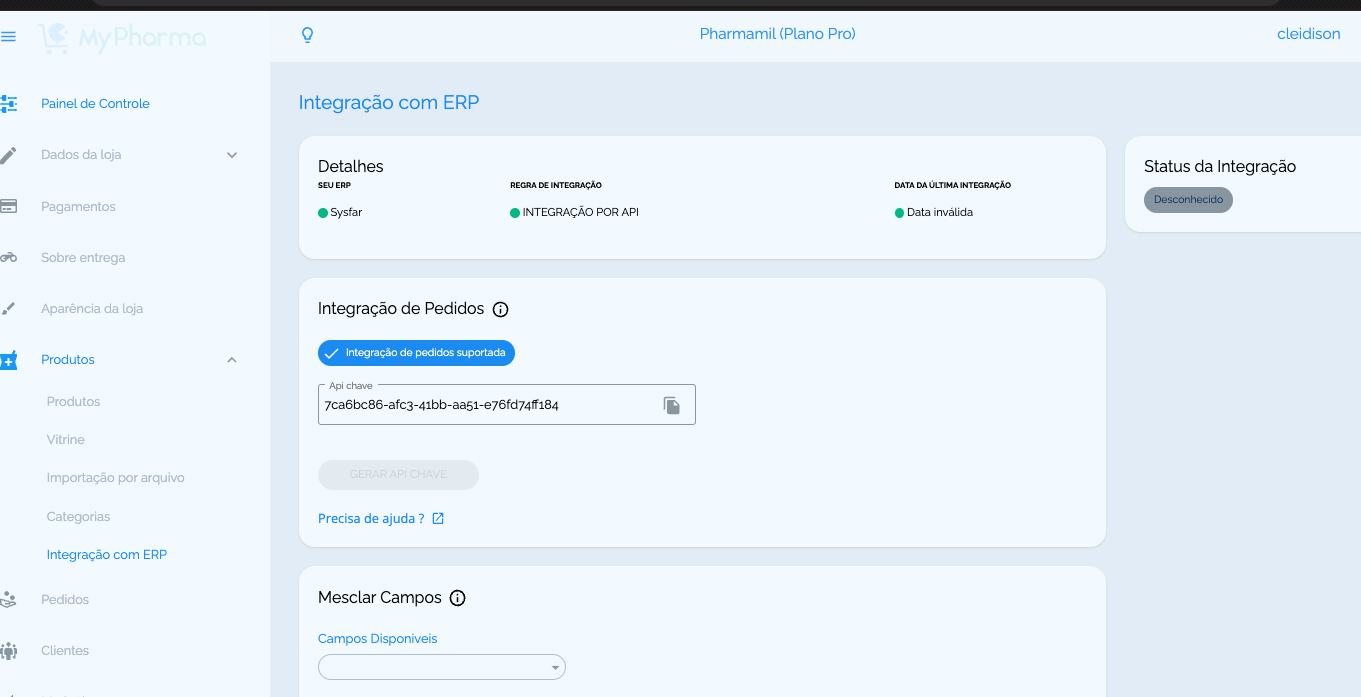 MyPharma
Pharmamil (Plano Pro)
cleidison
Painel de Controle
Dados da loja
Pagamentos
Sobre entrega
Aparência da loja
Produtos
Produtos
Vitrine
Importação por arquivo
Categorias
Integração com ERP
Pedidos
Clientes
Integração com ERP
Detalhes
SEU ERP
REGRA DE INTEGRAÇÃO
DATA DA ÚLTIMA INTEGRAÇÃO
Sysfar
INTEGRAÇÃO POR API
Data inválida
Status da Integração
Desconhecido
Integração de Pedidos
Integração de pedidos suportada
Api chave
7ca6bc86-afc3-41bb-aa51-e76fd74ff184
GERAR API CHAVE
Precisa de ajuda ?
Mesclar Campos
Campos Disponiveis